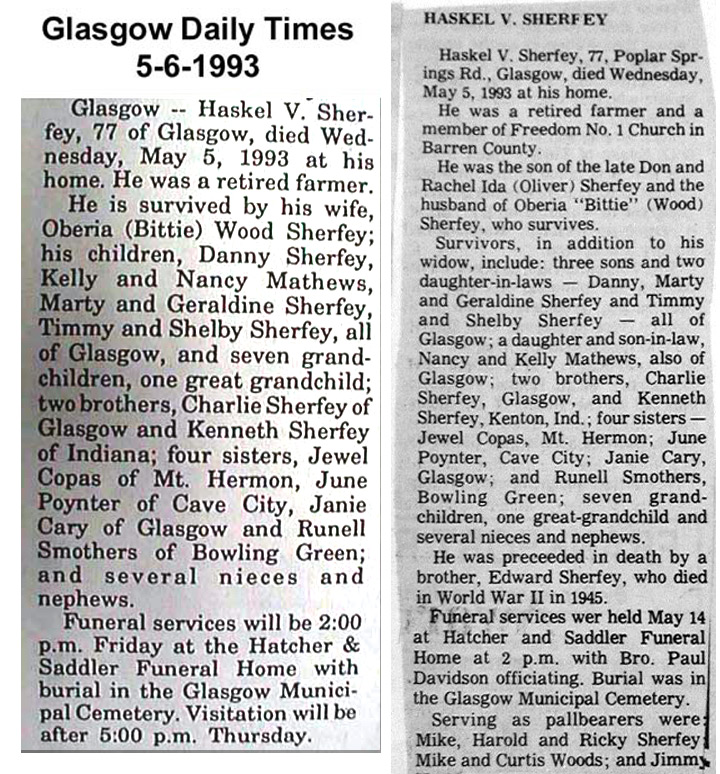 Glasgow Daily Times
5-6-1993
Glasgow -- Haskel V. Sher-
fey, 77 of Glasgow, died Wed-
nesday, May 5, 1993 at his
home. He was a retired farmer.
He is survived by his wife,
Oberia (Bittie) Wood Sherfey;
his children, Danny Sherfey,
Kelly and Nancy Mathews,
Marty and Geraldine Sherfey,
Timmy and Shelby Sherfey, all
of Glasgow, and seven grand-
children, one great grandchild;
two brothers, Charlie Sherfey of
Glasgow and Kenneth Sherfey
of Indiana; four sisters, Jewel
Copas of Mt. Hermon, June
Poynter of Cave City, Janie
Cary of Glasgow and Runell
Smothers of Bowling Green;
and several nieces and
nephews.
Funeral services will be 2:00
p.m. Friday at the Hatcher &
Saddler Funeral Home with
burial in the Glasgow Munici-
pal Cemetery. Visitation will be
after 5:00 p.m. Thursday.
HASKEL V. SHERFEY
Haskel V. Sherfey, 77, Poplar Spr-
ings Rd., Glasgow, died Wednesday,
May 5, 1993 at his home.
He was a retired farmer and a
member of Freedom No. 1 Church in
Barren County.
He was the son of the late Don and
Rachel Ida (Oliver) Sherfey and the
husband of Oberia "Bittie" (Wood)
Sherfey, who survives.
Survivors, in addition to his
widow, include: three sons and two
daughter-in-laws — Danny, Marty
and Geraldine Sherfey and Timmy
and Shelby Sherfey — all of
Glasgow; a daughter and son-in-law,
Nancy and Kelly Mathews, also of
Glasgow; two brothers, Charlie
Sherfey, Glasgow, and Kenneth
Sherfey, Kenton, Ind.; four sisters —
Jewel Copas, Mt. Hermon; June
Poynter, Cave City; Janie Cary,
Glasgow; and Runell Smothers,
Bowling Green; seven grand-
children, one great-grandchild and
several nieces and nephews.
He was preceeded in death by a
brother, Edward Sherfey, who died
in World War II in 1945.
Funeral services wer held May 14
at Hatcher and Saddler Funeral
Home at 2 p.m. with Bro. Paul
Davidson officiating. Burial was in
the Glasgow Municipal Cemetery.
Serving as pallbearers were:
Mike, Harold and Ricky Sherfey;
Mike and Curtis Woods; and Jimmy